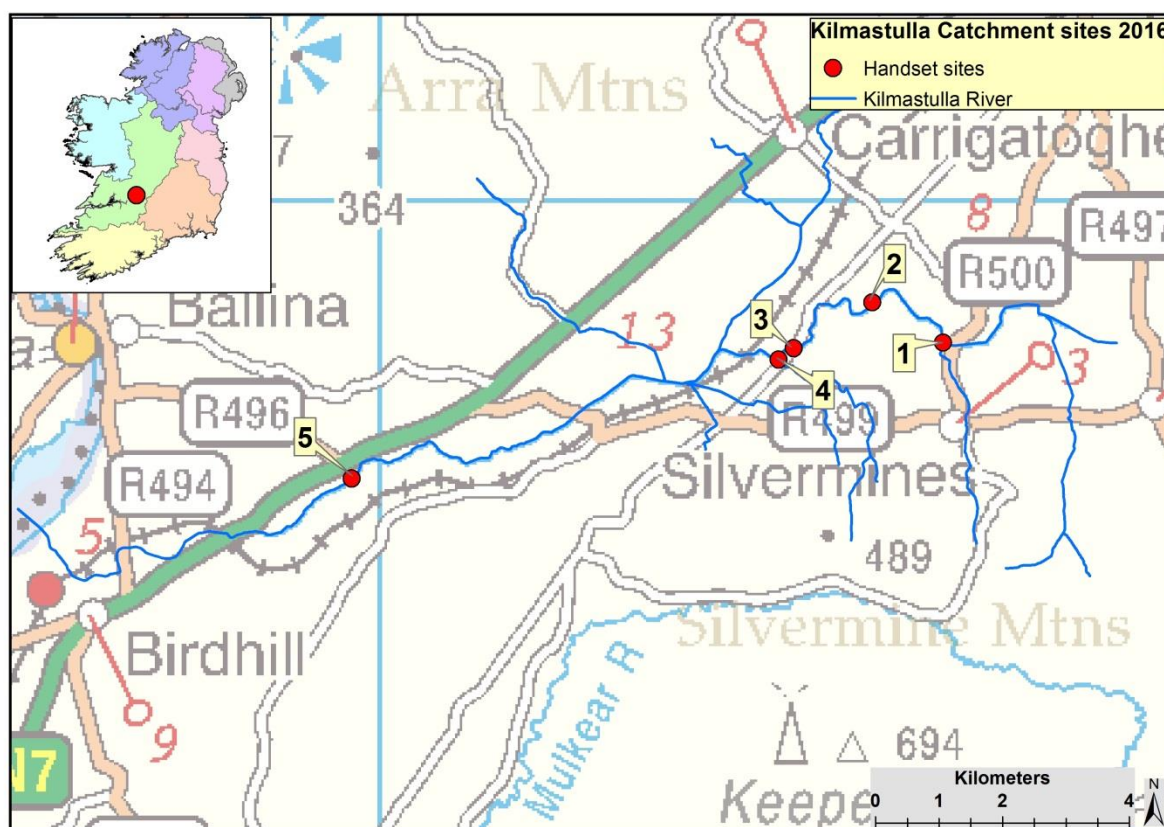 Kilmastulla Catchment sites 2016
Handset sites
Kilmastulla River
Arra Mtns
Carrigatoghe
7
364
8
R497
R500
2
Ballina
a
13
3
1
4
3
R496
R499
5
Silvermines
R494
489
5
Silvermine Mtns
Birdhill
Mulkear R
9
694
N7
Keepe
Kilometers
0 1 2 4
N